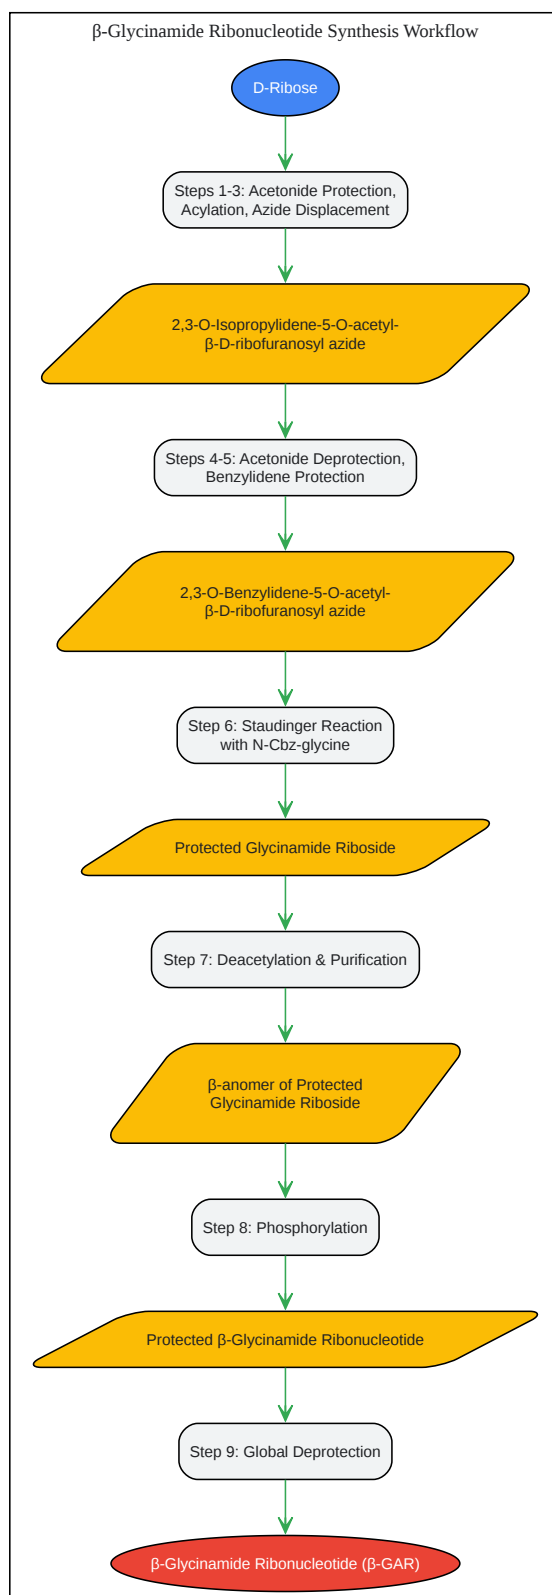 β-Glycinamide Ribonucleotide Synthesis Workflow
D-Ribose
Steps 1-3: Acetonide Protection,
Acylation, Azide Displacement
2,3-O-Isopropylidene-5-O-acetyl-
β-D-ribofuranosyl azide
Steps 4-5: Acetonide Deprotection,
Benzylidene Protection
2,3-O-Benzylidene-5-O-acetyl-
β-D-ribofuranosyl azide
Step 6: Staudinger Reaction
with N-Cbz-glycine
Protected Glycinamide Riboside
Step 7: Deacetylation & Purification
β-anomer of Protected
Glycinamide Riboside
Step 8: Phosphorylation
Protected β-Glycinamide Ribonucleotide
Step 9: Global Deprotection
β-Glycinamide Ribonucleotide (β-GAR)